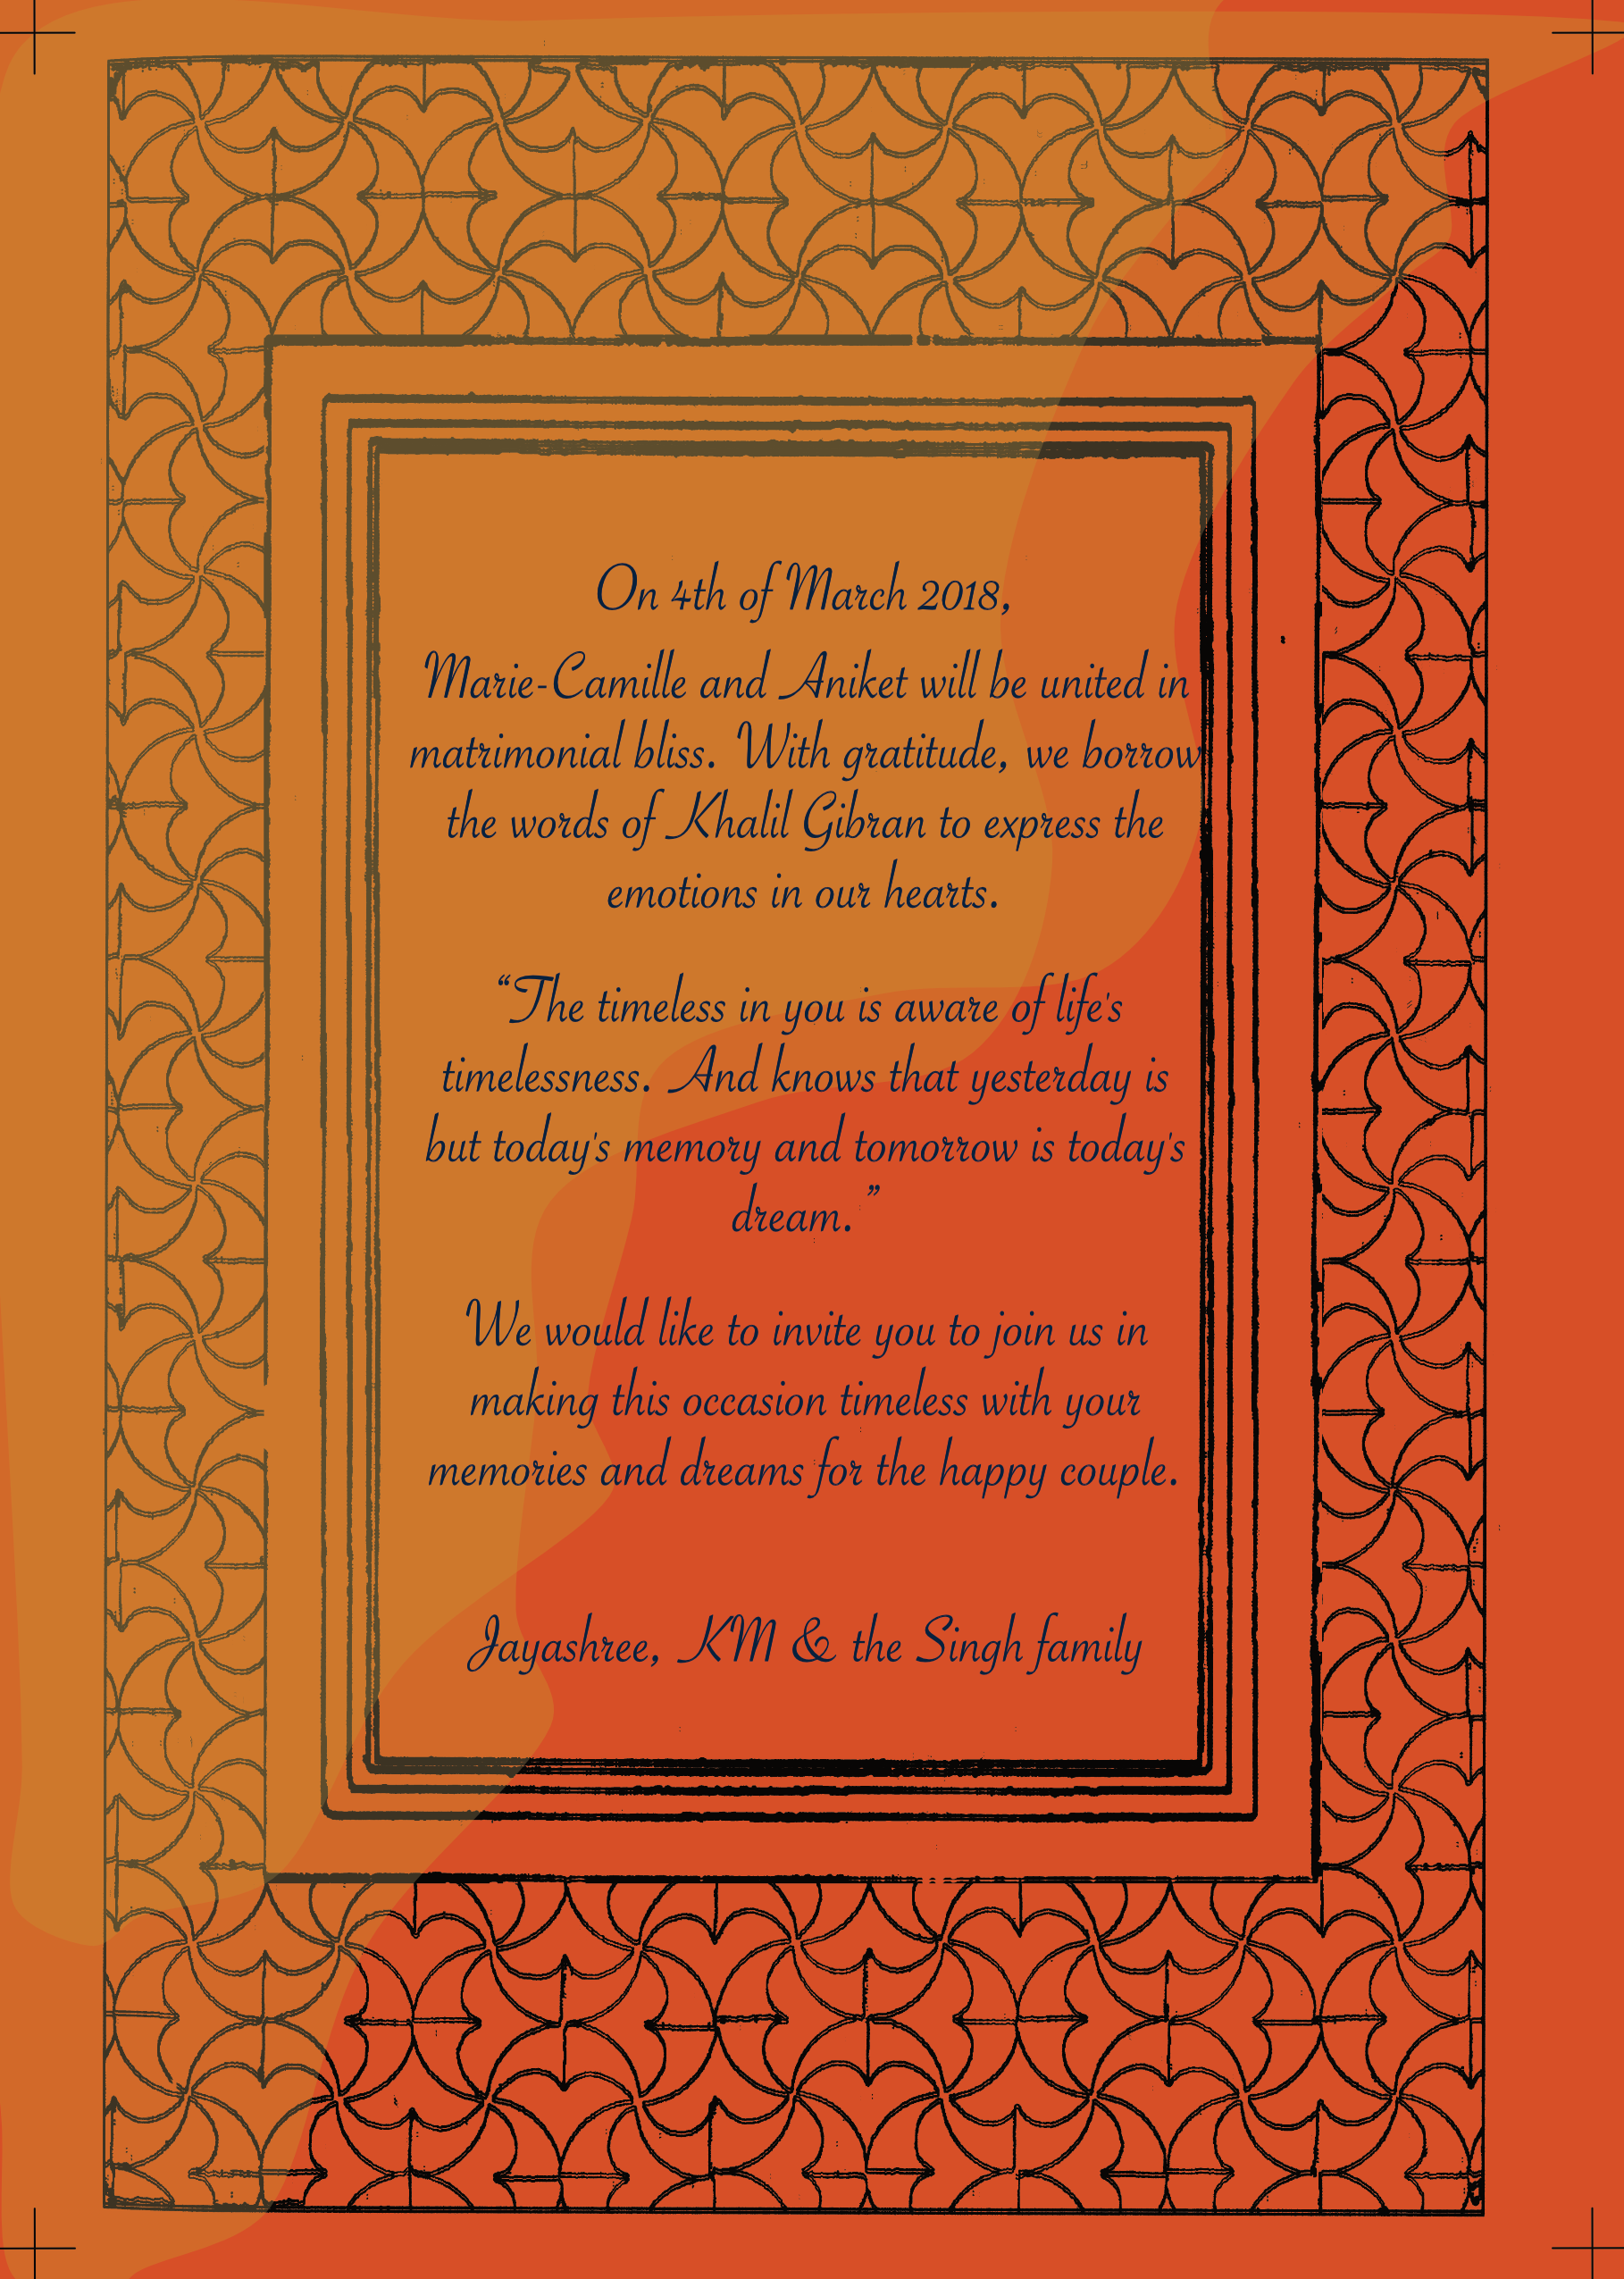 On 4th of March 2018,
Marie-Camille and Aniket will be united in
matrimonial bliss. With gratitude, we borrow
the words of Khalil Gibran to express the
emotions in our hearts.
“The timeless in you is aware of life's
timelessness. And knows that yesterday is
but today's memory and tomorrow is today's
dream.”
We would like to invite you to join us in
making this occasion timeless with your
memories and dreams for the happy couple.
Jayashree, KM & the Singh family